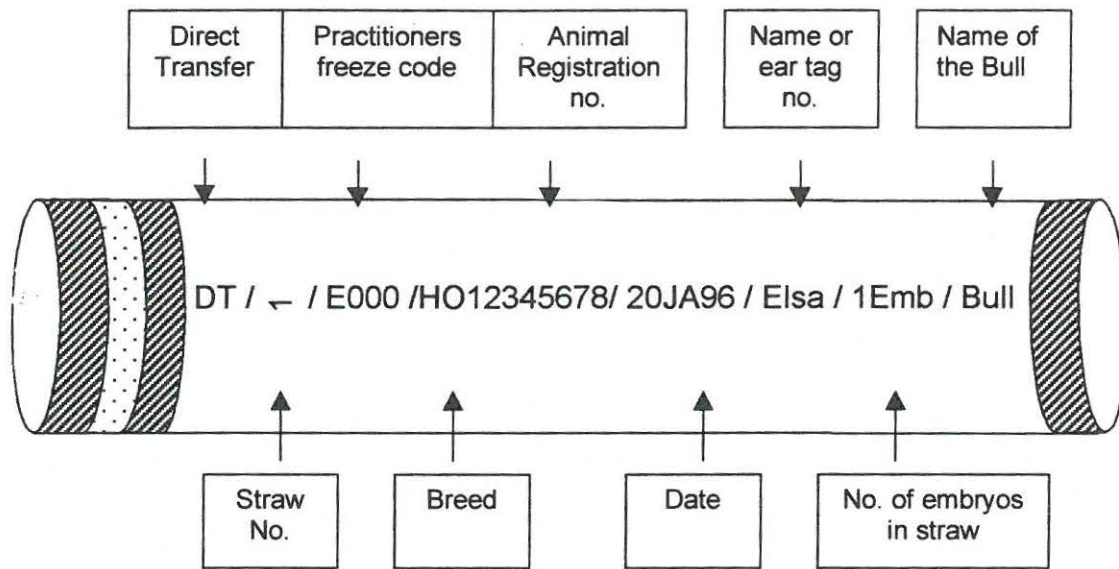 Direct
Transfer
Practitioners
freeze code
Animal
Registration
no.
Name or
ear tag
no.
Name of
the Bull
DT / 1 / E000 /HO12345678/ 20JA96 / Elsa / 1Emb / Bull
Straw
No.
Breed
Date
No. of embryos
in straw